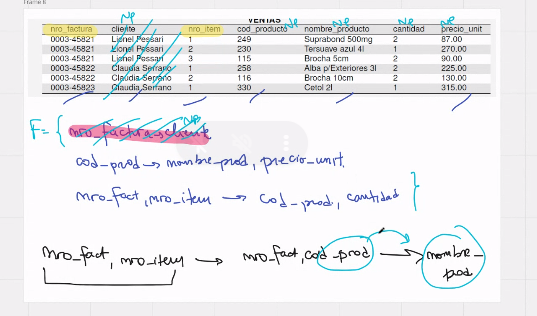 Frame 8
VENTAS
NP NP NP NP NP
nro_factura cliente nro_item cod_producto nombre_producto cantidad precio_unit
0003-45821 Lionel Pessari 1 249 Suprabond 500mg 2 87.00
0003-45821 Lionel Pessari 2 230 Tersuave azul 4l 1 270.00
0003-45821 Lionel Pessari 3 115 Brocha 5cm 2 90.00
0003-45822 Claudia Serrano 1 258 Alba p/Exteriores 3l 2 225.00
0003-45822 Claudia Serrano 2 116 Brocha 10cm 2 130.00
0003-45823 Claudia Serrano 1 330 Cetol 2l 1 315.00
F = { nro_factura → cliente
cod_prod → nombre_prod, precio_unit.
nro_fact, nro_item → cod_prod, cantidad }
nro_fact, nro_item → nro_fact, cod_prod → nombre_prod